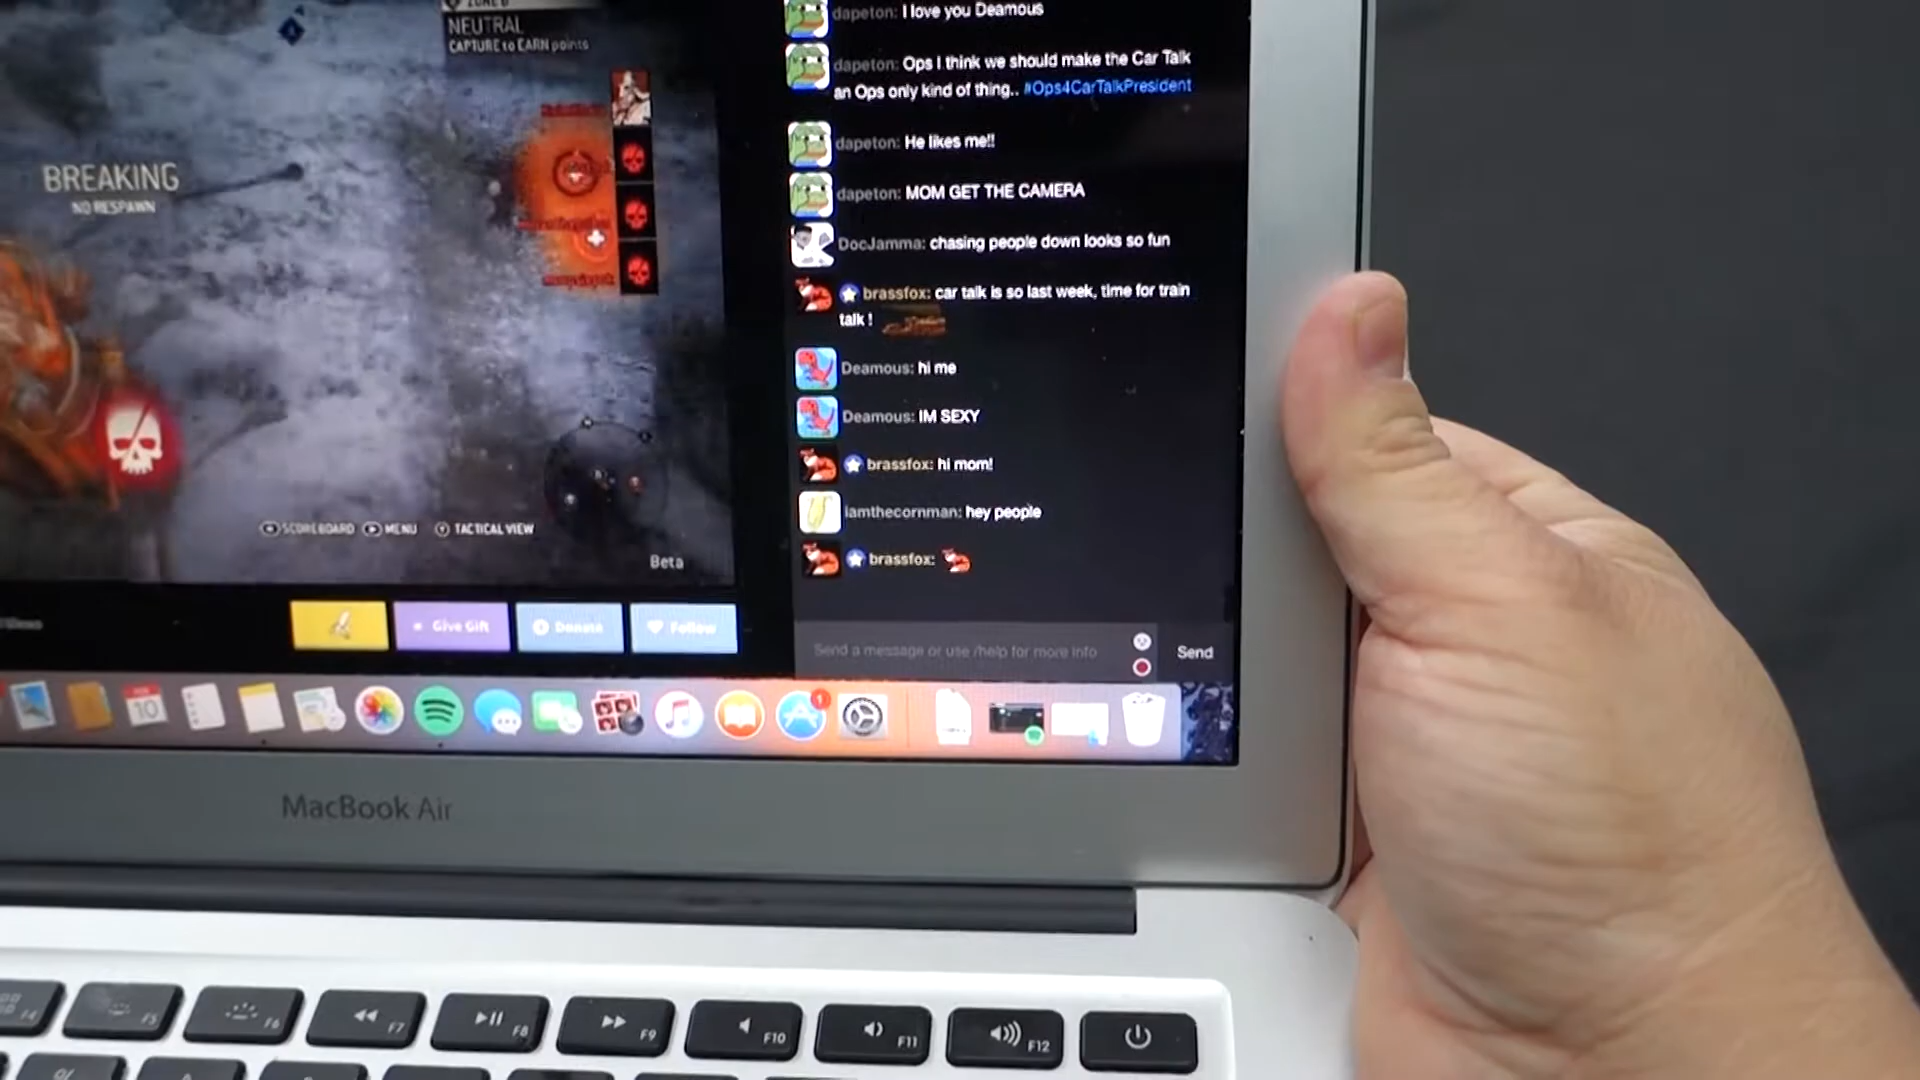 NEUTRAL
CAPTURE to EARN points
BREAKING
NO RESPAWN
SCOREBOARD MENU TACTICAL VIEW
Beta
Give Gift
Donate
Follow
dapeton: I love you Deamous
dapeton: Ops I think we should make the Car Talk
an Ops only kind of thing.. #Ops4CarTalkPresident
dapeton: He likes me!!
dapeton: MOM GET THE CAMERA
DocJamma: chasing people down looks so fun
brassfox: car talk is so last week, time for train
talk !
Deamous: hi me
Deamous: IM SEXY
brassfox: hi mom!
iamthecornman: hey people
brassfox:
Send a message or use /help for more info
Send
10
1
MacBook Air
F4
F5
F6
F7
F8
F9
F10
F11
F12